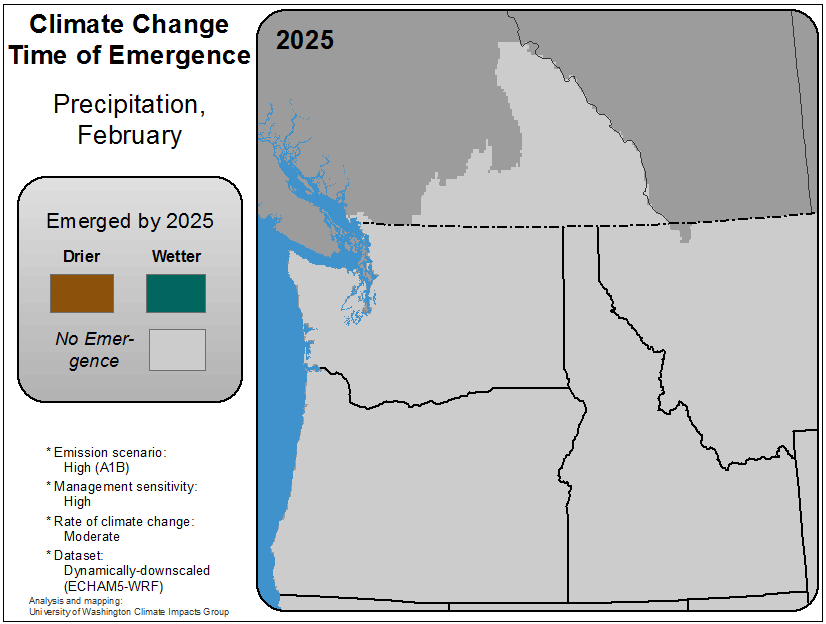 Climate Change
Time of Emergence
Precipitation,
February
Emerged by 2025
Drier
Wetter
No Emer-
gence
* Emission scenario:
High (A1B)
* Management sensitivity:
High
* Rate of climate change:
Moderate
* Dataset:
Dynamically-downscaled
(ECHAM5-WRF)
Analysis and mapping:
University of Washington Climate Impacts Group
2025